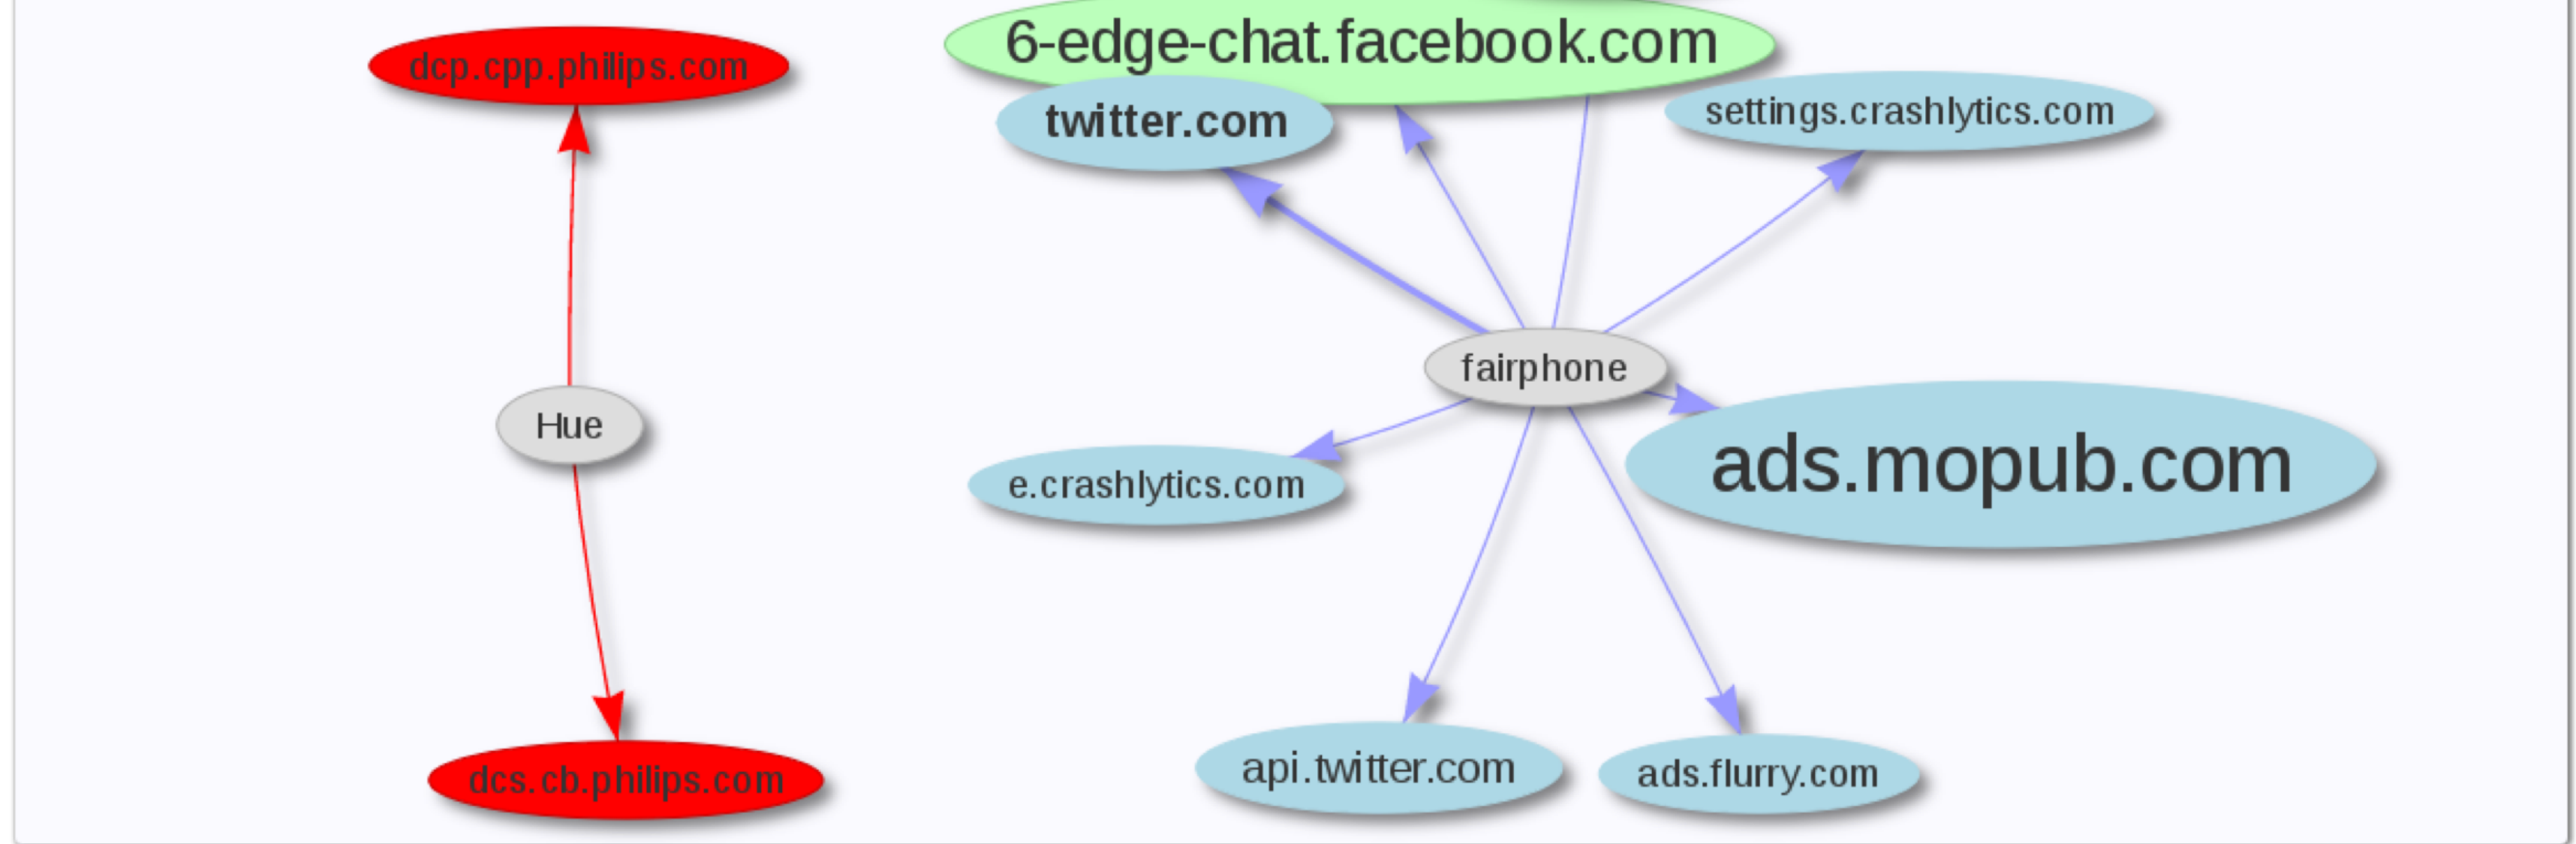 6-edge-chat.facebook.com
dcp.cpp.philips.com
twitter.com
settings.crashlytics.com
fairphone
Hue
ads.mopub.com
e.crashlytics.com
api.twitter.com
ads.flurry.com
dcs.cb.philips.com